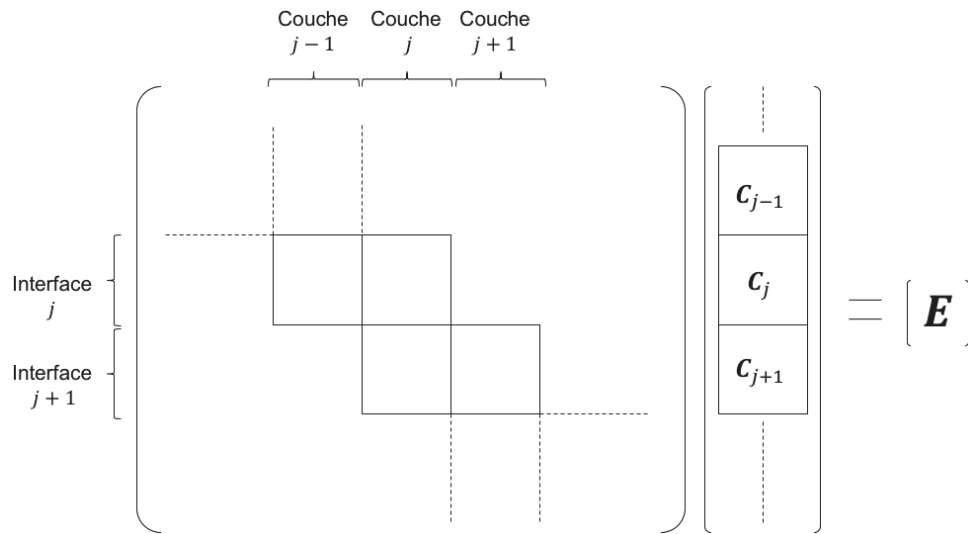 Couche Couche Couche
j − 1 j j + 1
Interface
j
Interface
j + 1
C_{j−1}
C_j
C_{j+1}
= [E]